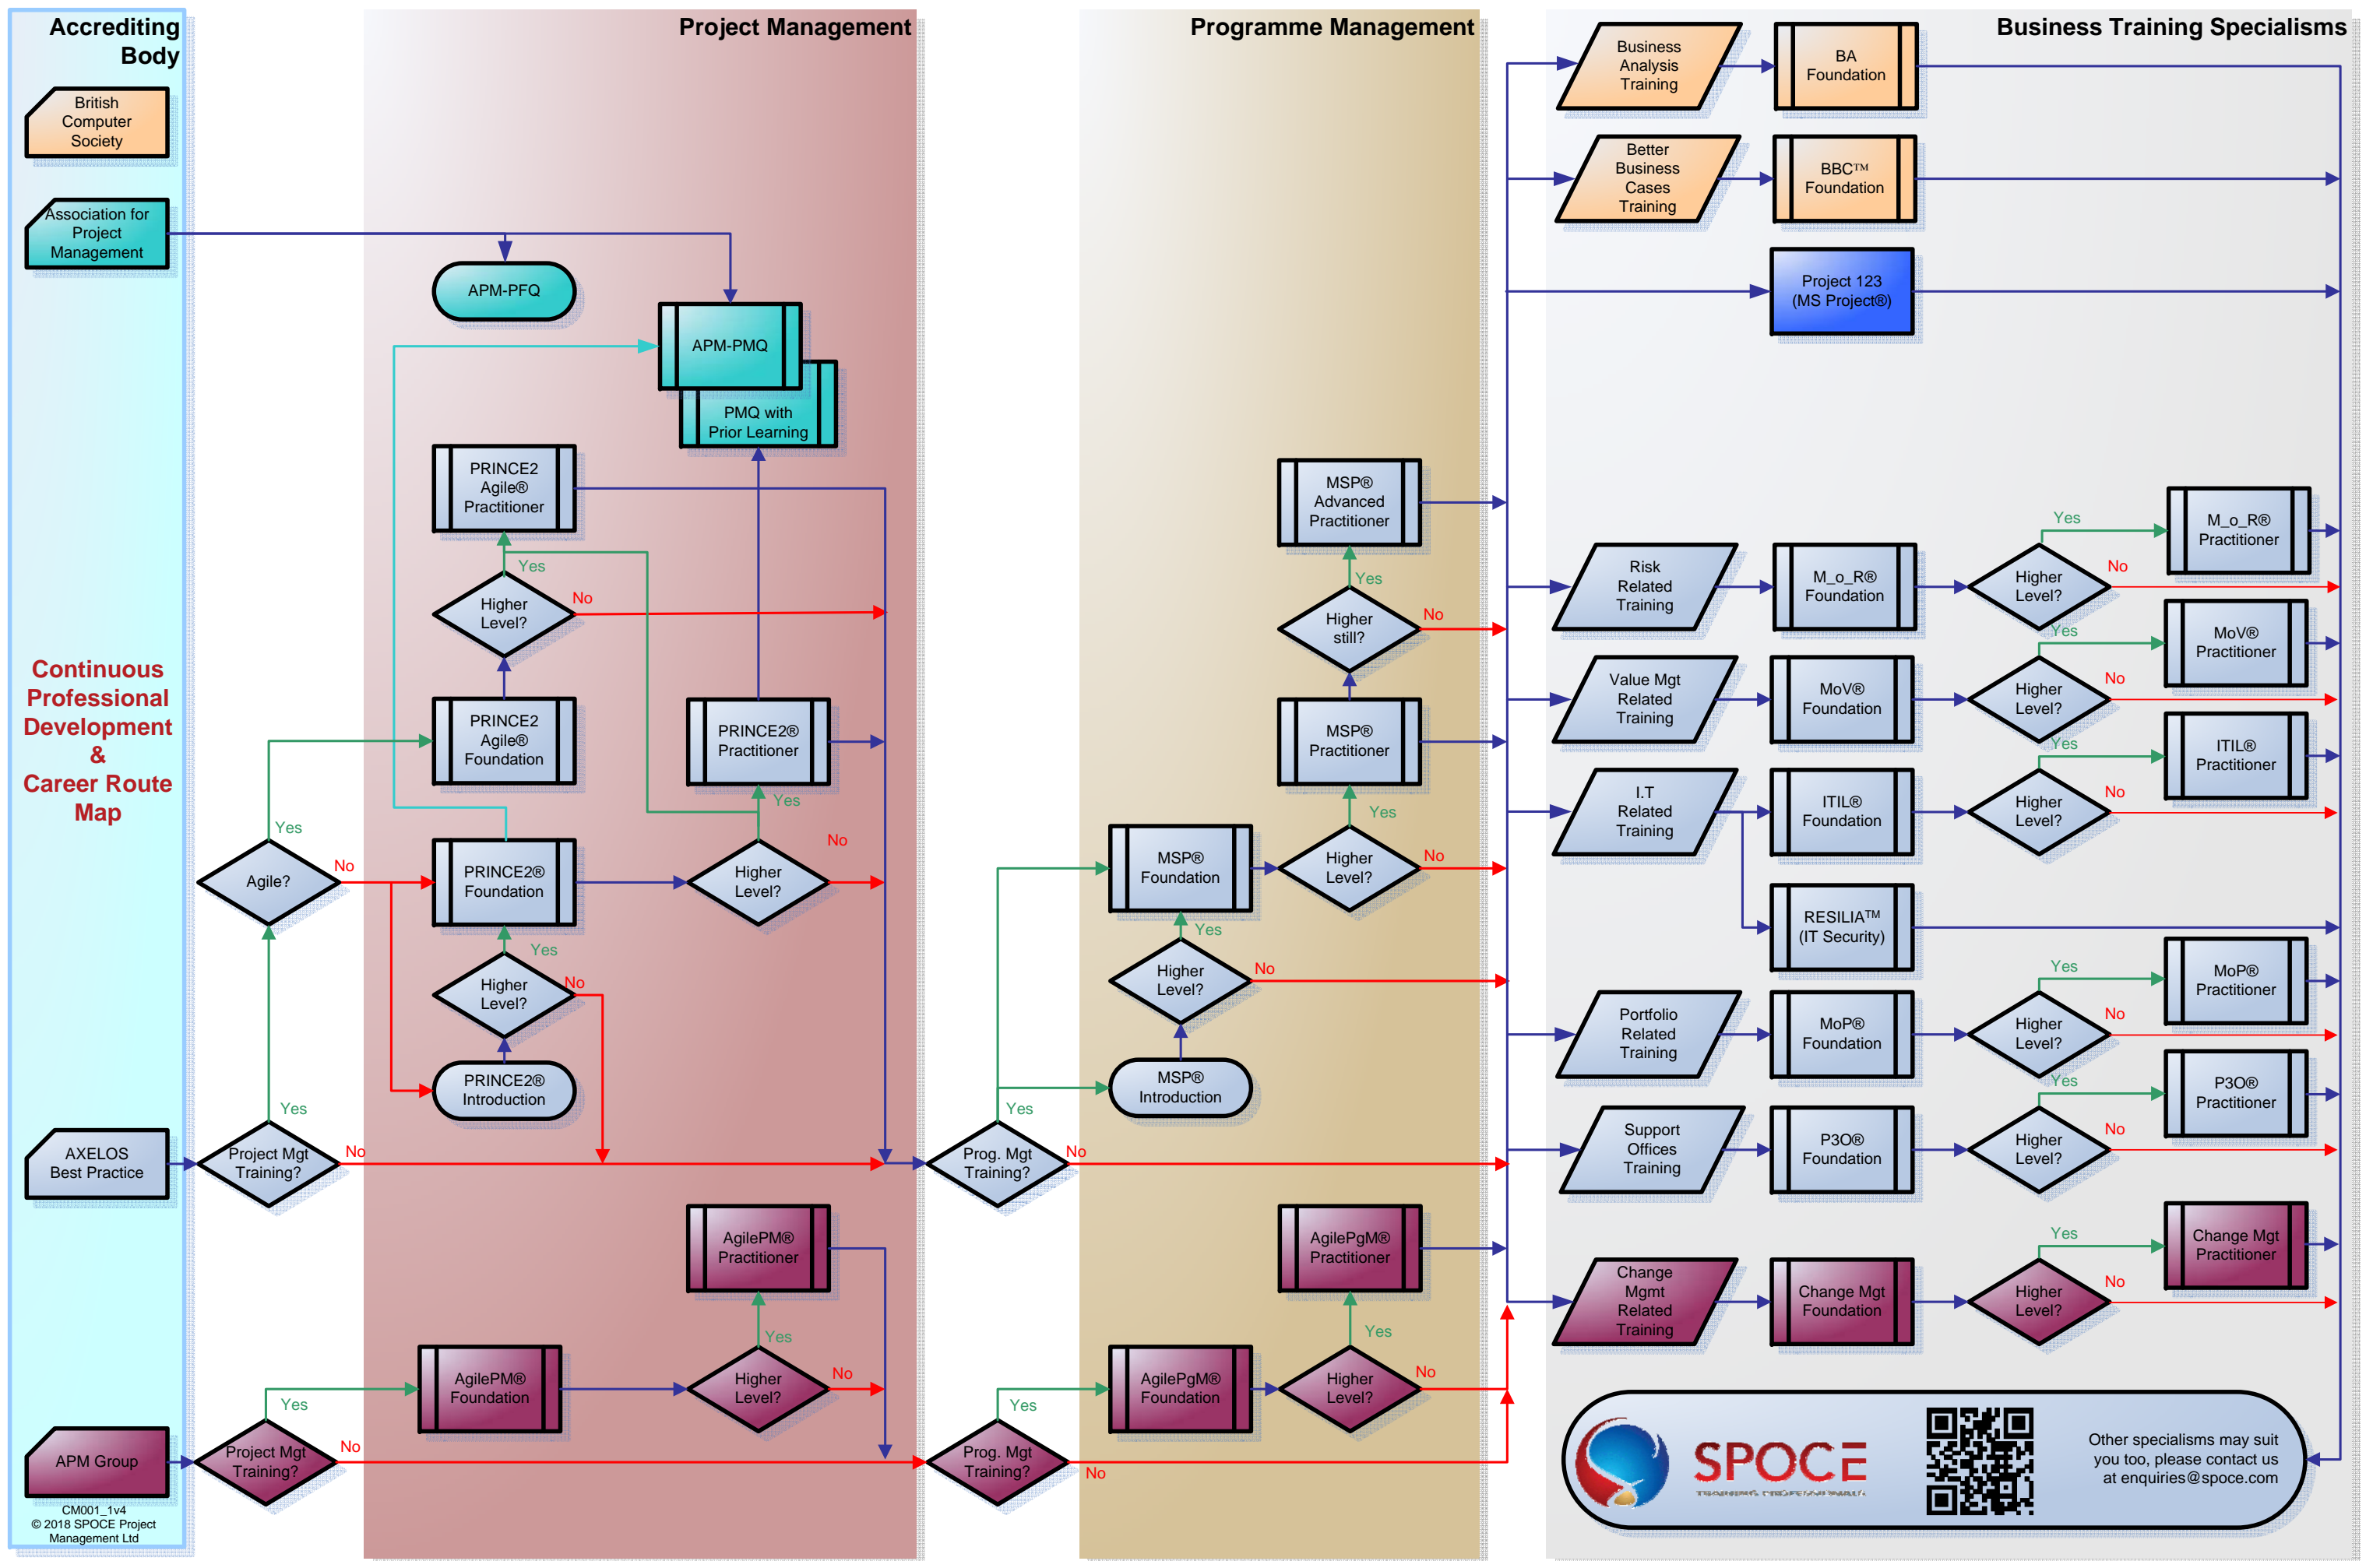 Accrediting
Body
British
Computer
Society
Association for
Project
Management
Continuous
Professional
Development
&
Career Route
Map
AXELOS
Best Practice
APM Group
CM001_1v4
© 2018 SPOCE Project
Management Ltd
Agile?
Yes
No
Project Mgt
Training?
Yes
No
Project Mgt
Training?
Yes
No
Project Management
APM-PFQ
APM-PMQ
PMQ with
Prior Learning
PRINCE2
Agile®
Practitioner
Yes
Higher
Level?
No
PRINCE2
Agile®
Foundation
PRINCE2®
Practitioner
Yes
PRINCE2®
Foundation
Higher
Level?
No
Yes
Higher
Level?
No
PRINCE2®
Introduction
AgilePM®
Practitioner
Yes
AgilePM®
Foundation
Higher
Level?
No
Prog. Mgt
Training?
Yes
No
Prog. Mgt
Training?
Yes
No
Programme Management
MSP®
Advanced
Practitioner
Yes
Higher
still?
No
MSP®
Practitioner
Yes
MSP®
Foundation
Higher
Level?
No
Yes
Higher
Level?
No
MSP®
Introduction
AgilePgM®
Practitioner
Yes
AgilePgM®
Foundation
Higher
Level?
No
Business Training Specialisms
Business
Analysis
Training
BA
Foundation
Better
Business
Cases
Training
BBC™
Foundation
Project 123
(MS Project®)
Risk
Related
Training
M_o_R®
Foundation
Higher
Level?
Yes
No
M_o_R®
Practitioner
Value Mgt
Related
Training
MoV®
Foundation
Higher
Level?
Yes
No
MoV®
Practitioner
I.T
Related
Training
ITIL®
Foundation
Higher
Level?
Yes
No
ITIL®
Practitioner
RESILIA™
(IT Security)
Portfolio
Related
Training
MoP®
Foundation
Higher
Level?
Yes
No
MoP®
Practitioner
Support
Offices
Training
P3O®
Foundation
Higher
Level?
Yes
No
P3O®
Practitioner
Change
Mgmt
Related
Training
Change Mgt
Foundation
Higher
Level?
Yes
No
Change Mgt
Practitioner
SPOCE
TRAINING PROFESSIONALS
Other specialisms may suit
you too, please contact us
at enquiries@spoce.com